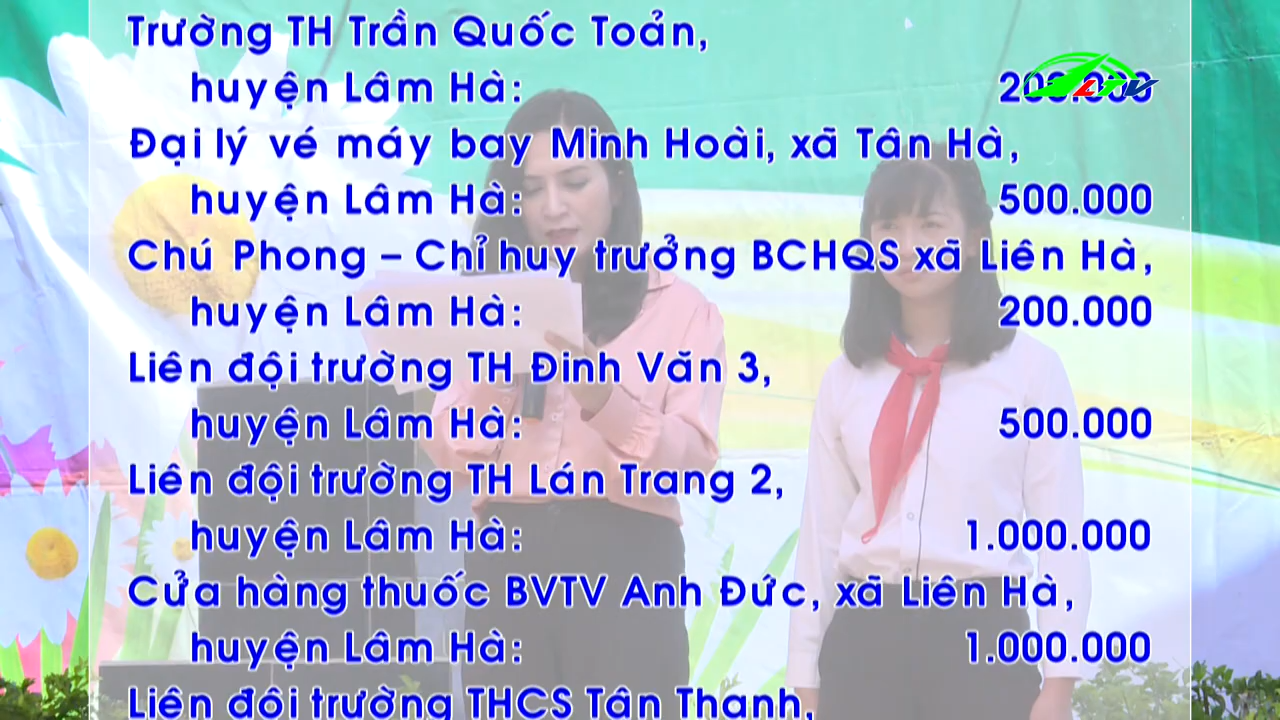 Trường TH Trần Quốc Toản,
huyện Lâm Hà: 200.000
LTV
Đại lý vé máy bay Minh Hoài, xã Tân Hà,
huyện Lâm Hà: 500.000
Chú Phong – Chỉ huy trưởng BCHQS xã Liên Hà,
huyện Lâm Hà: 200.000
Liên đội trường TH Đinh Văn 3,
huyện Lâm Hà: 500.000
Liên đội trường TH Lán Trang 2,
huyện Lâm Hà: 1.000.000
Cửa hàng thuốc BVTV Anh Đức, xã Liên Hà,
huyện Lâm Hà: 1.000.000
Liên đội trường THCS Tân Thanh,